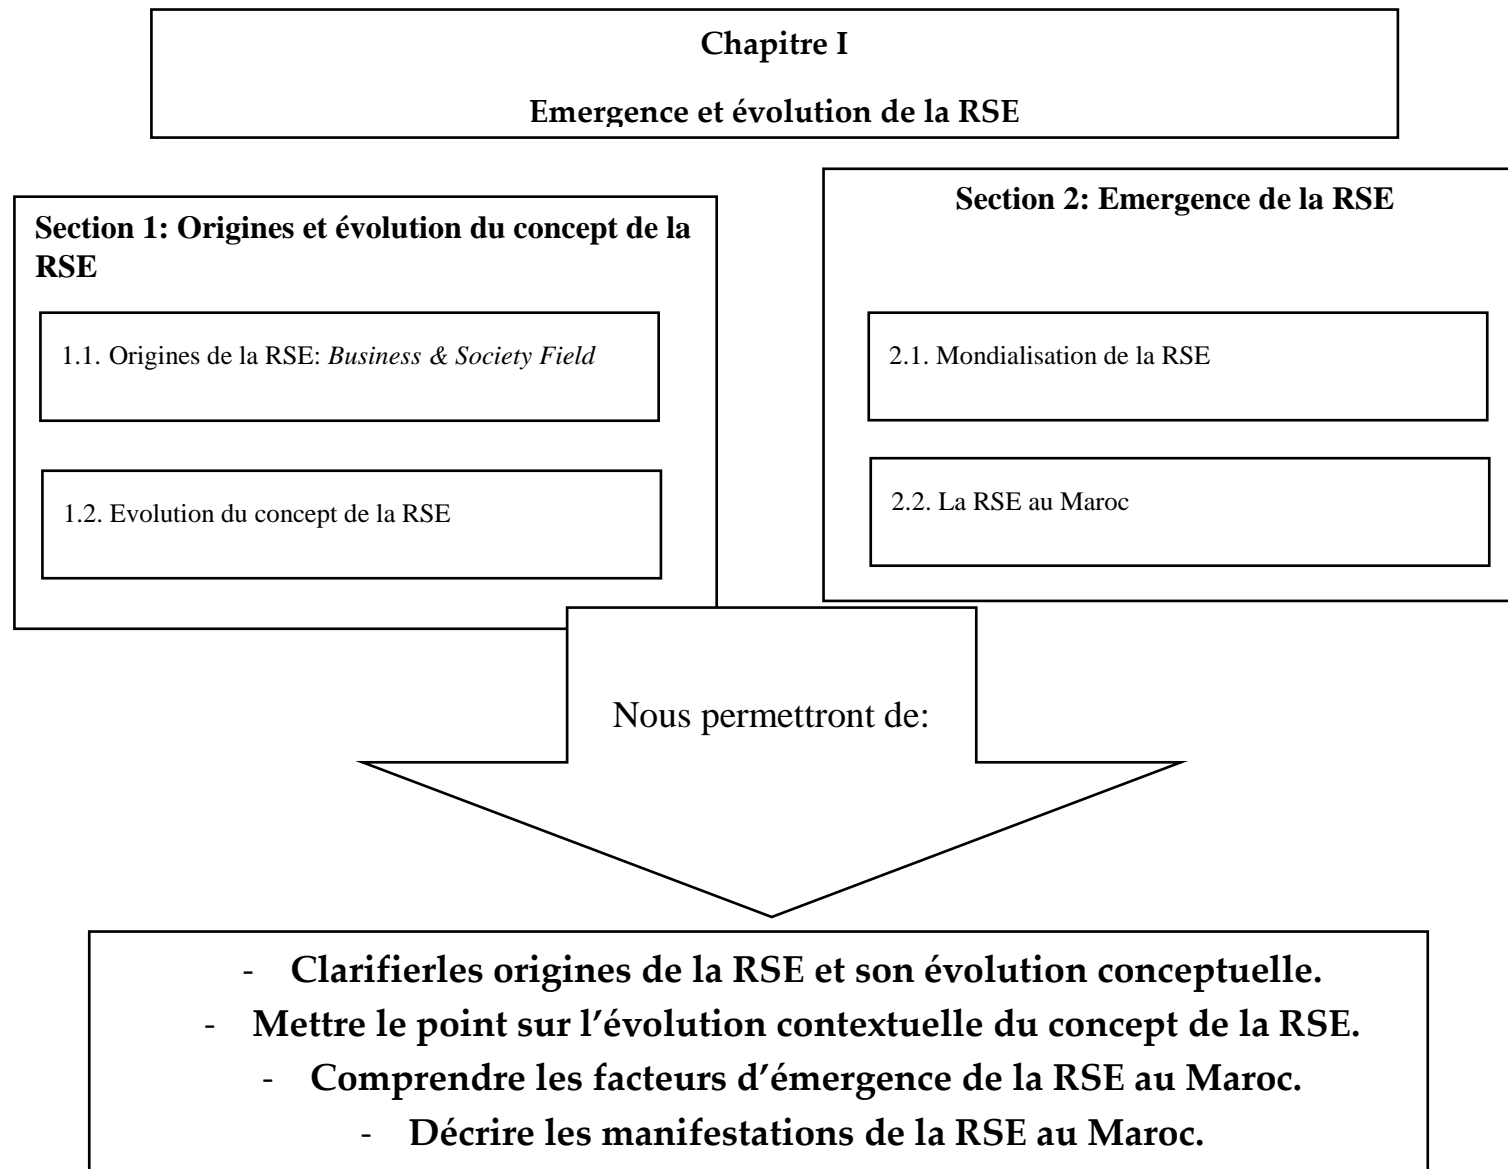 Chapitre I
Emergence et évolution de la RSE
Section 1: Origines et évolution du concept de la
RSE
1.1. Origines de la RSE: Business & Society Field
1.2. Evolution du concept de la RSE
Section 2: Emergence de la RSE
2.1. Mondialisation de la RSE
2.2. La RSE au Maroc
Nous permettront de:
- Clarifierles origines de la RSE et son évolution conceptuelle.
- Mettre le point sur l’évolution contextuelle du concept de la RSE.
- Comprendre les facteurs d’émergence de la RSE au Maroc.
- Décrire les manifestations de la RSE au Maroc.